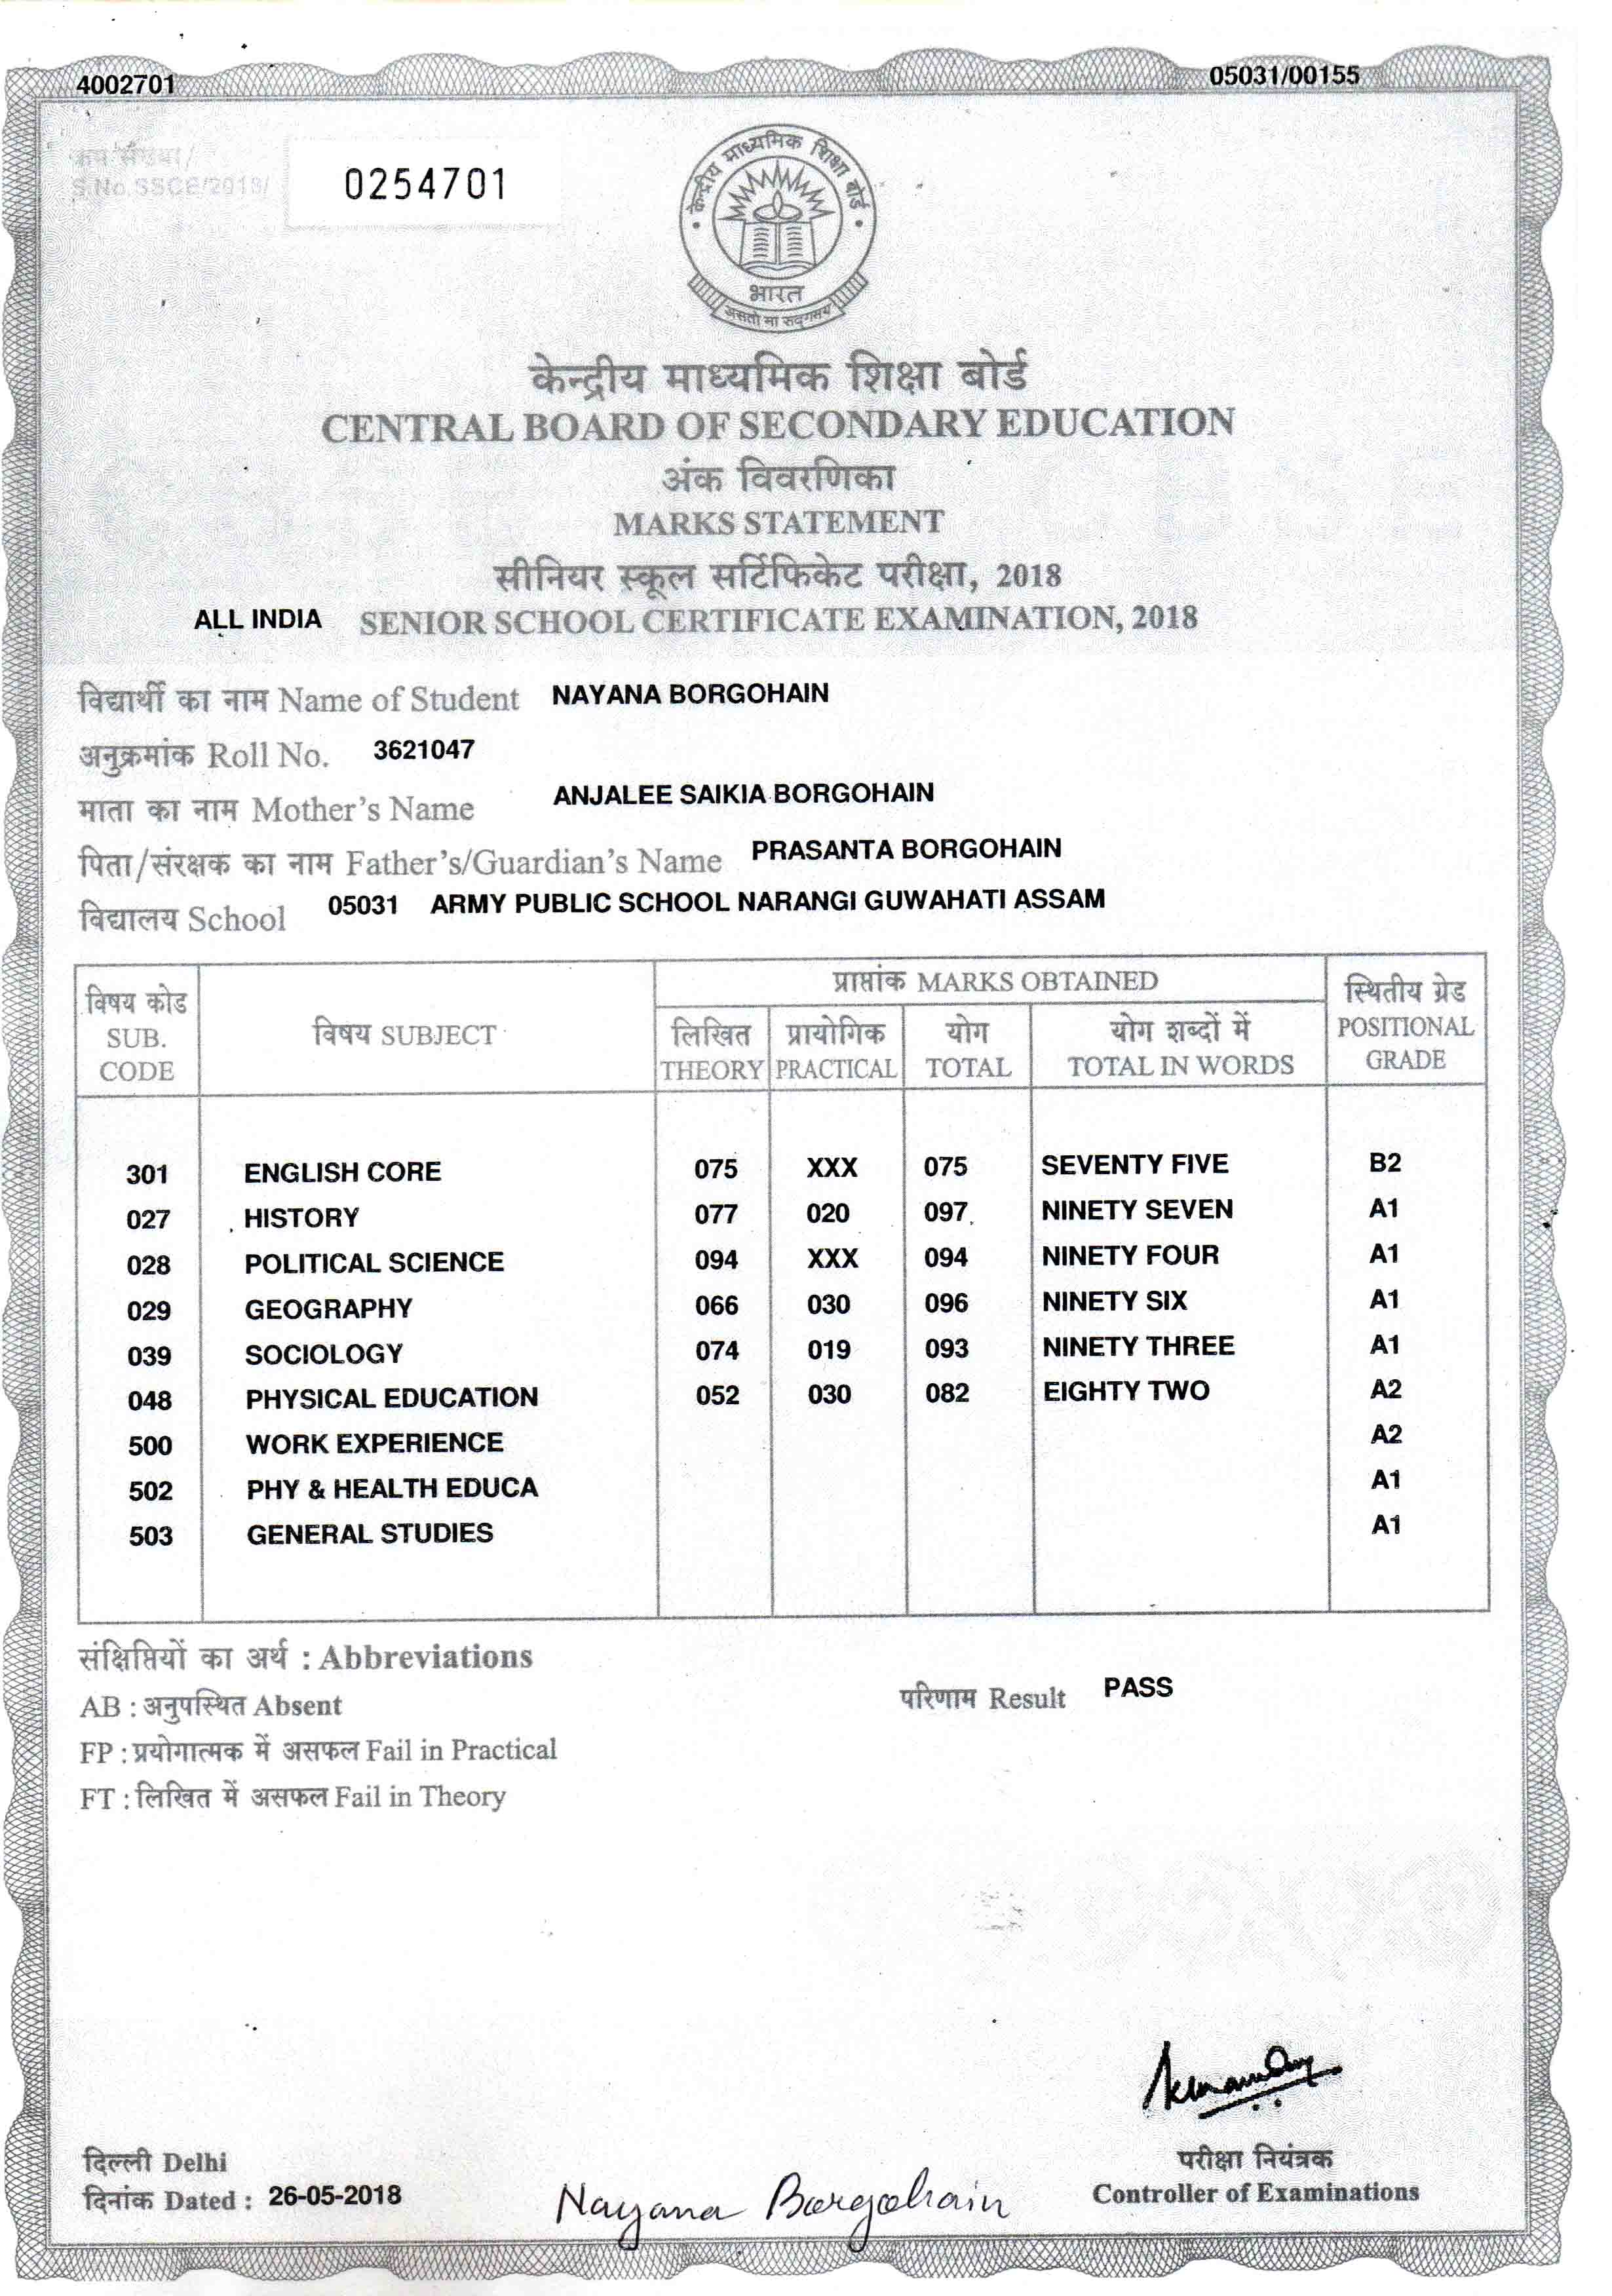 4002701 05031/00155
क्रम संख्या/
S.No.SSCE/2018/ 0254701
केन्द्रीय माध्यमिक शिक्षा बोर्ड
भारत
असतो मा सद्गमय
केन्द्रीय माध्यमिक शिक्षा बोर्ड
CENTRAL BOARD OF SECONDARY EDUCATION
अंक विवरणिका
MARKS STATEMENT
सीनियर स्कूल सर्टिफिकेट परीक्षा, 2018
ALL INDIA SENIOR SCHOOL CERTIFICATE EXAMINATION, 2018
विद्यार्थी का नाम Name of Student NAYANA BORGOHAIN
अनुक्रमांक Roll No. 3621047
माता का नाम Mother's Name ANJALEE SAIKIA BORGOHAIN
पिता/संरक्षक का नाम Father's/Guardian's Name PRASANTA BORGOHAIN
विद्यालय School 05031 ARMY PUBLIC SCHOOL NARANGI GUWAHATI ASSAM
विषय कोड SUB. CODE विषय SUBJECT प्राप्तांक MARKS OBTAINED स्थितीय ग्रेड POSITIONAL GRADE
लिखित THEORY प्रायोगिक PRACTICAL योग TOTAL योग शब्दों में TOTAL IN WORDS
301 ENGLISH CORE 075 XXX 075 SEVENTY FIVE B2
027 HISTORY 077 020 097 NINETY SEVEN A1
028 POLITICAL SCIENCE 094 XXX 094 NINETY FOUR A1
029 GEOGRAPHY 066 030 096 NINETY SIX A1
039 SOCIOLOGY 074 019 093 NINETY THREE A1
048 PHYSICAL EDUCATION 052 030 082 EIGHTY TWO A2
500 WORK EXPERIENCE A2
502 PHY & HEALTH EDUCA A1
503 GENERAL STUDIES A1
संक्षिप्तियों का अर्थ : Abbreviations
AB : अनुपस्थित Absent
परिणाम Result PASS
FP : प्रयोगात्मक में असफल Fail in Practical
FT : लिखित में असफल Fail in Theory
दिल्ली Delhi
दिनांक Dated : 26-05-2018
Nayana Borgohain
परीक्षा नियंत्रक
Controller of Examinations